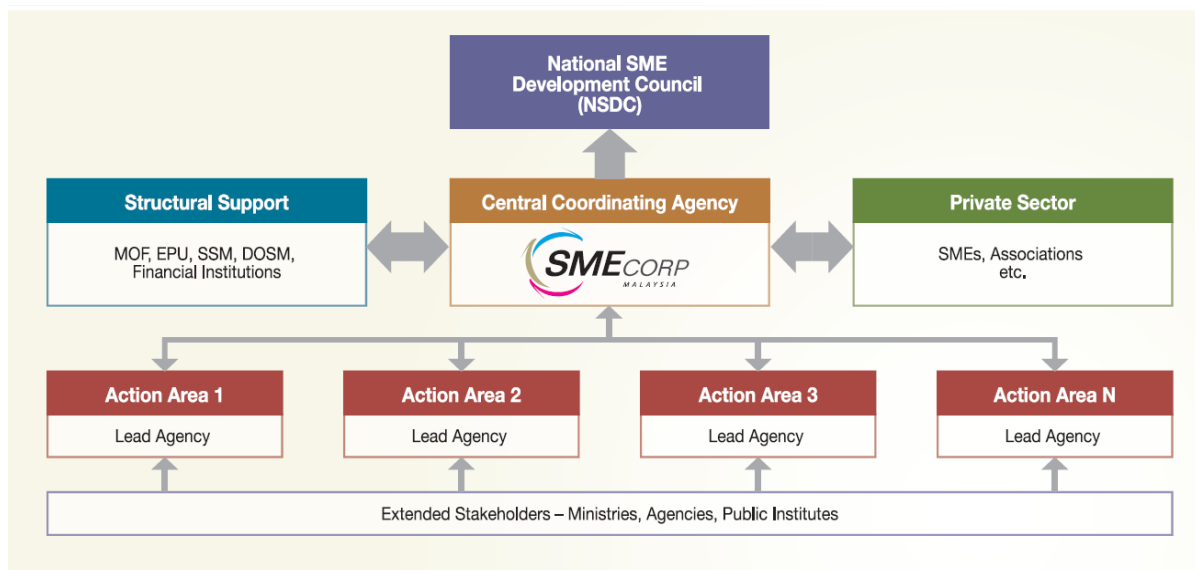 National SME
Development Council
(NSDC)
Structural Support
MOF, EPU, SSM, DOSM,
Financial Institutions
Central Coordinating Agency
SMECORP
MALAYSIA
Private Sector
SMEs, Associations
etc.
Action Area 1
Lead Agency
Action Area 2
Lead Agency
Action Area 3
Lead Agency
Action Area N
Lead Agency
Extended Stakeholders – Ministries, Agencies, Public Institutes